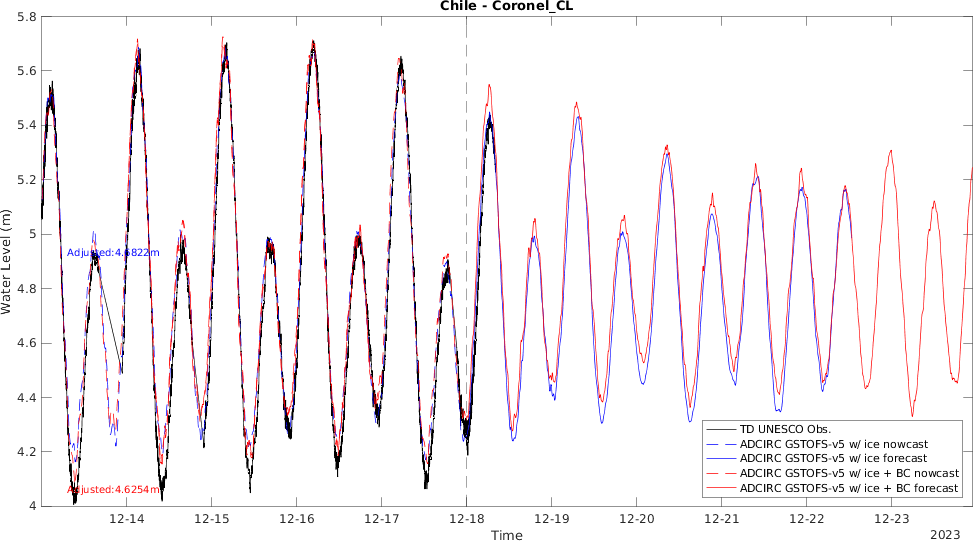 Chile - Coronel_CL
5.8
5.6
5.4
5.2
5
4.8
4.6
4.4
4.2
4
Water Level (m)
Adjusted:4.6822m
Adjusted:4.6254m
TD UNESCO Obs.
ADCIRC GSTOFS-v5 w/ ice nowcast
ADCIRC GSTOFS-v5 w/ ice forecast
ADCIRC GSTOFS-v5 w/ ice + BC nowcast
ADCIRC GSTOFS-v5 w/ ice + BC forecast
12-14 12-15 12-16 12-17 12-18 12-19 12-20 12-21 12-22 12-23
Time
2023